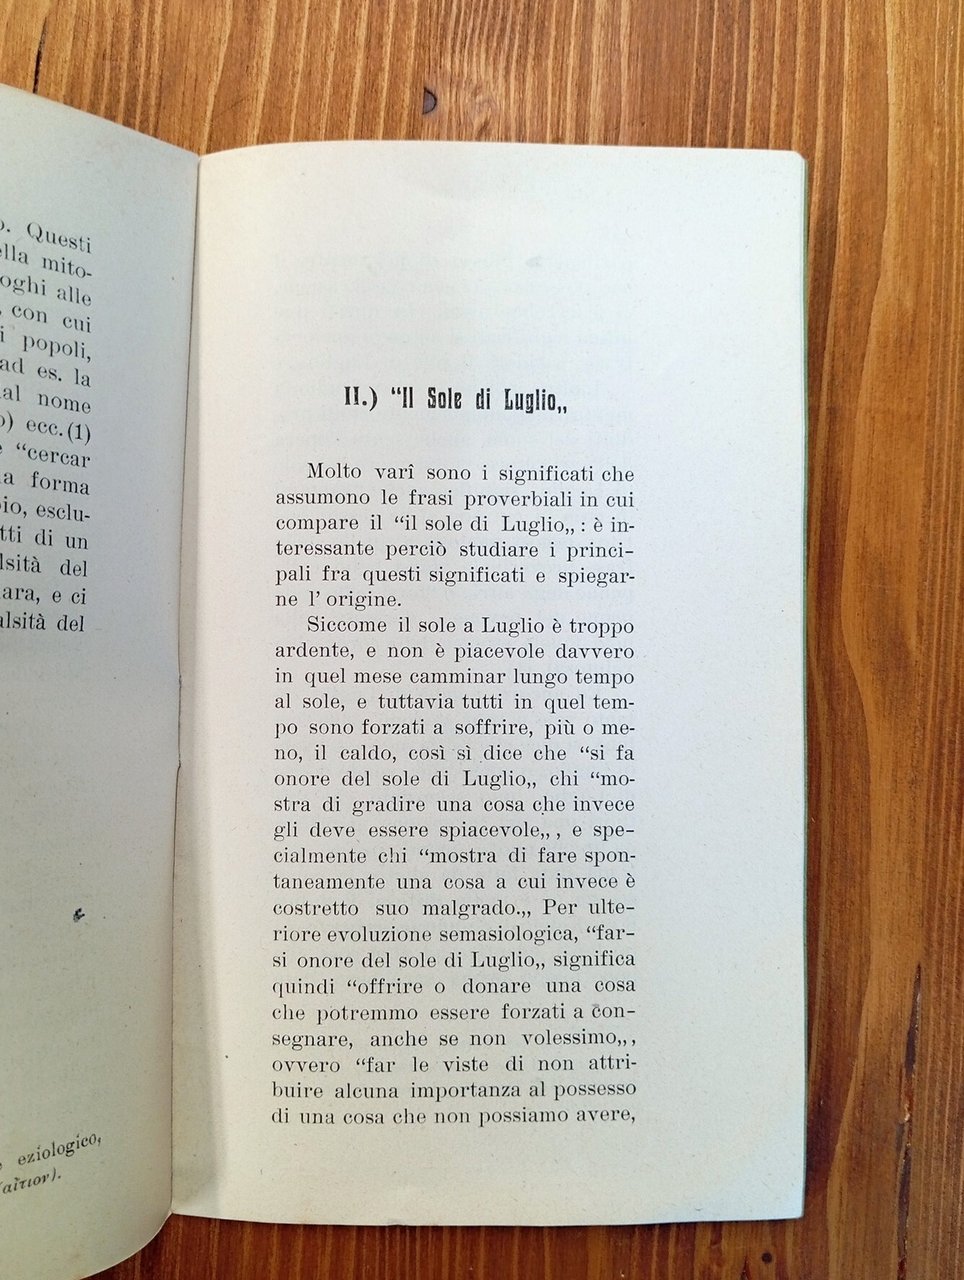 Questi
mito-
alle
con cui
popoli,
ad es. la
nome
ecc.(1)
“cercar
forma
esclu-
di un
del
e ci
del
eziologico,
αἴτιον).
II.) “Il Sole di Luglio„
Molto varî sono i significati che
assumono le frasi proverbiali in cui
compare il “il sole di Luglio„ : è in-
teressante perciò studiare i princi-
pali fra questi significati e spiegar-
ne l’ origine.
Siccome il sole a Luglio è troppo
ardente, e non è piacevole davvero
in quel mese camminar lungo tempo
al sole, e tuttavia tutti in quel tem-
po sono forzati a soffrire, più o me-
no, il caldo, così sì dice che “si fa
onore del sole di Luglio„ chi “mo-
stra di gradire una cosa che invece
gli deve essere spiacevole„, e spe-
cialmente chi “mostra di fare spon-
taneamente una cosa a cui invece è
costretto suo malgrado.„ Per ulte-
riore evoluzione semasiologica, “far-
si onore del sole di Luglio„ significa
quindi “offrire o donare una cosa
che potremmo essere forzati a con-
segnare, anche se non volessimo„,
ovvero “far le viste di non attri-
buire alcuna importanza al possesso
di una cosa che non possiamo avere,